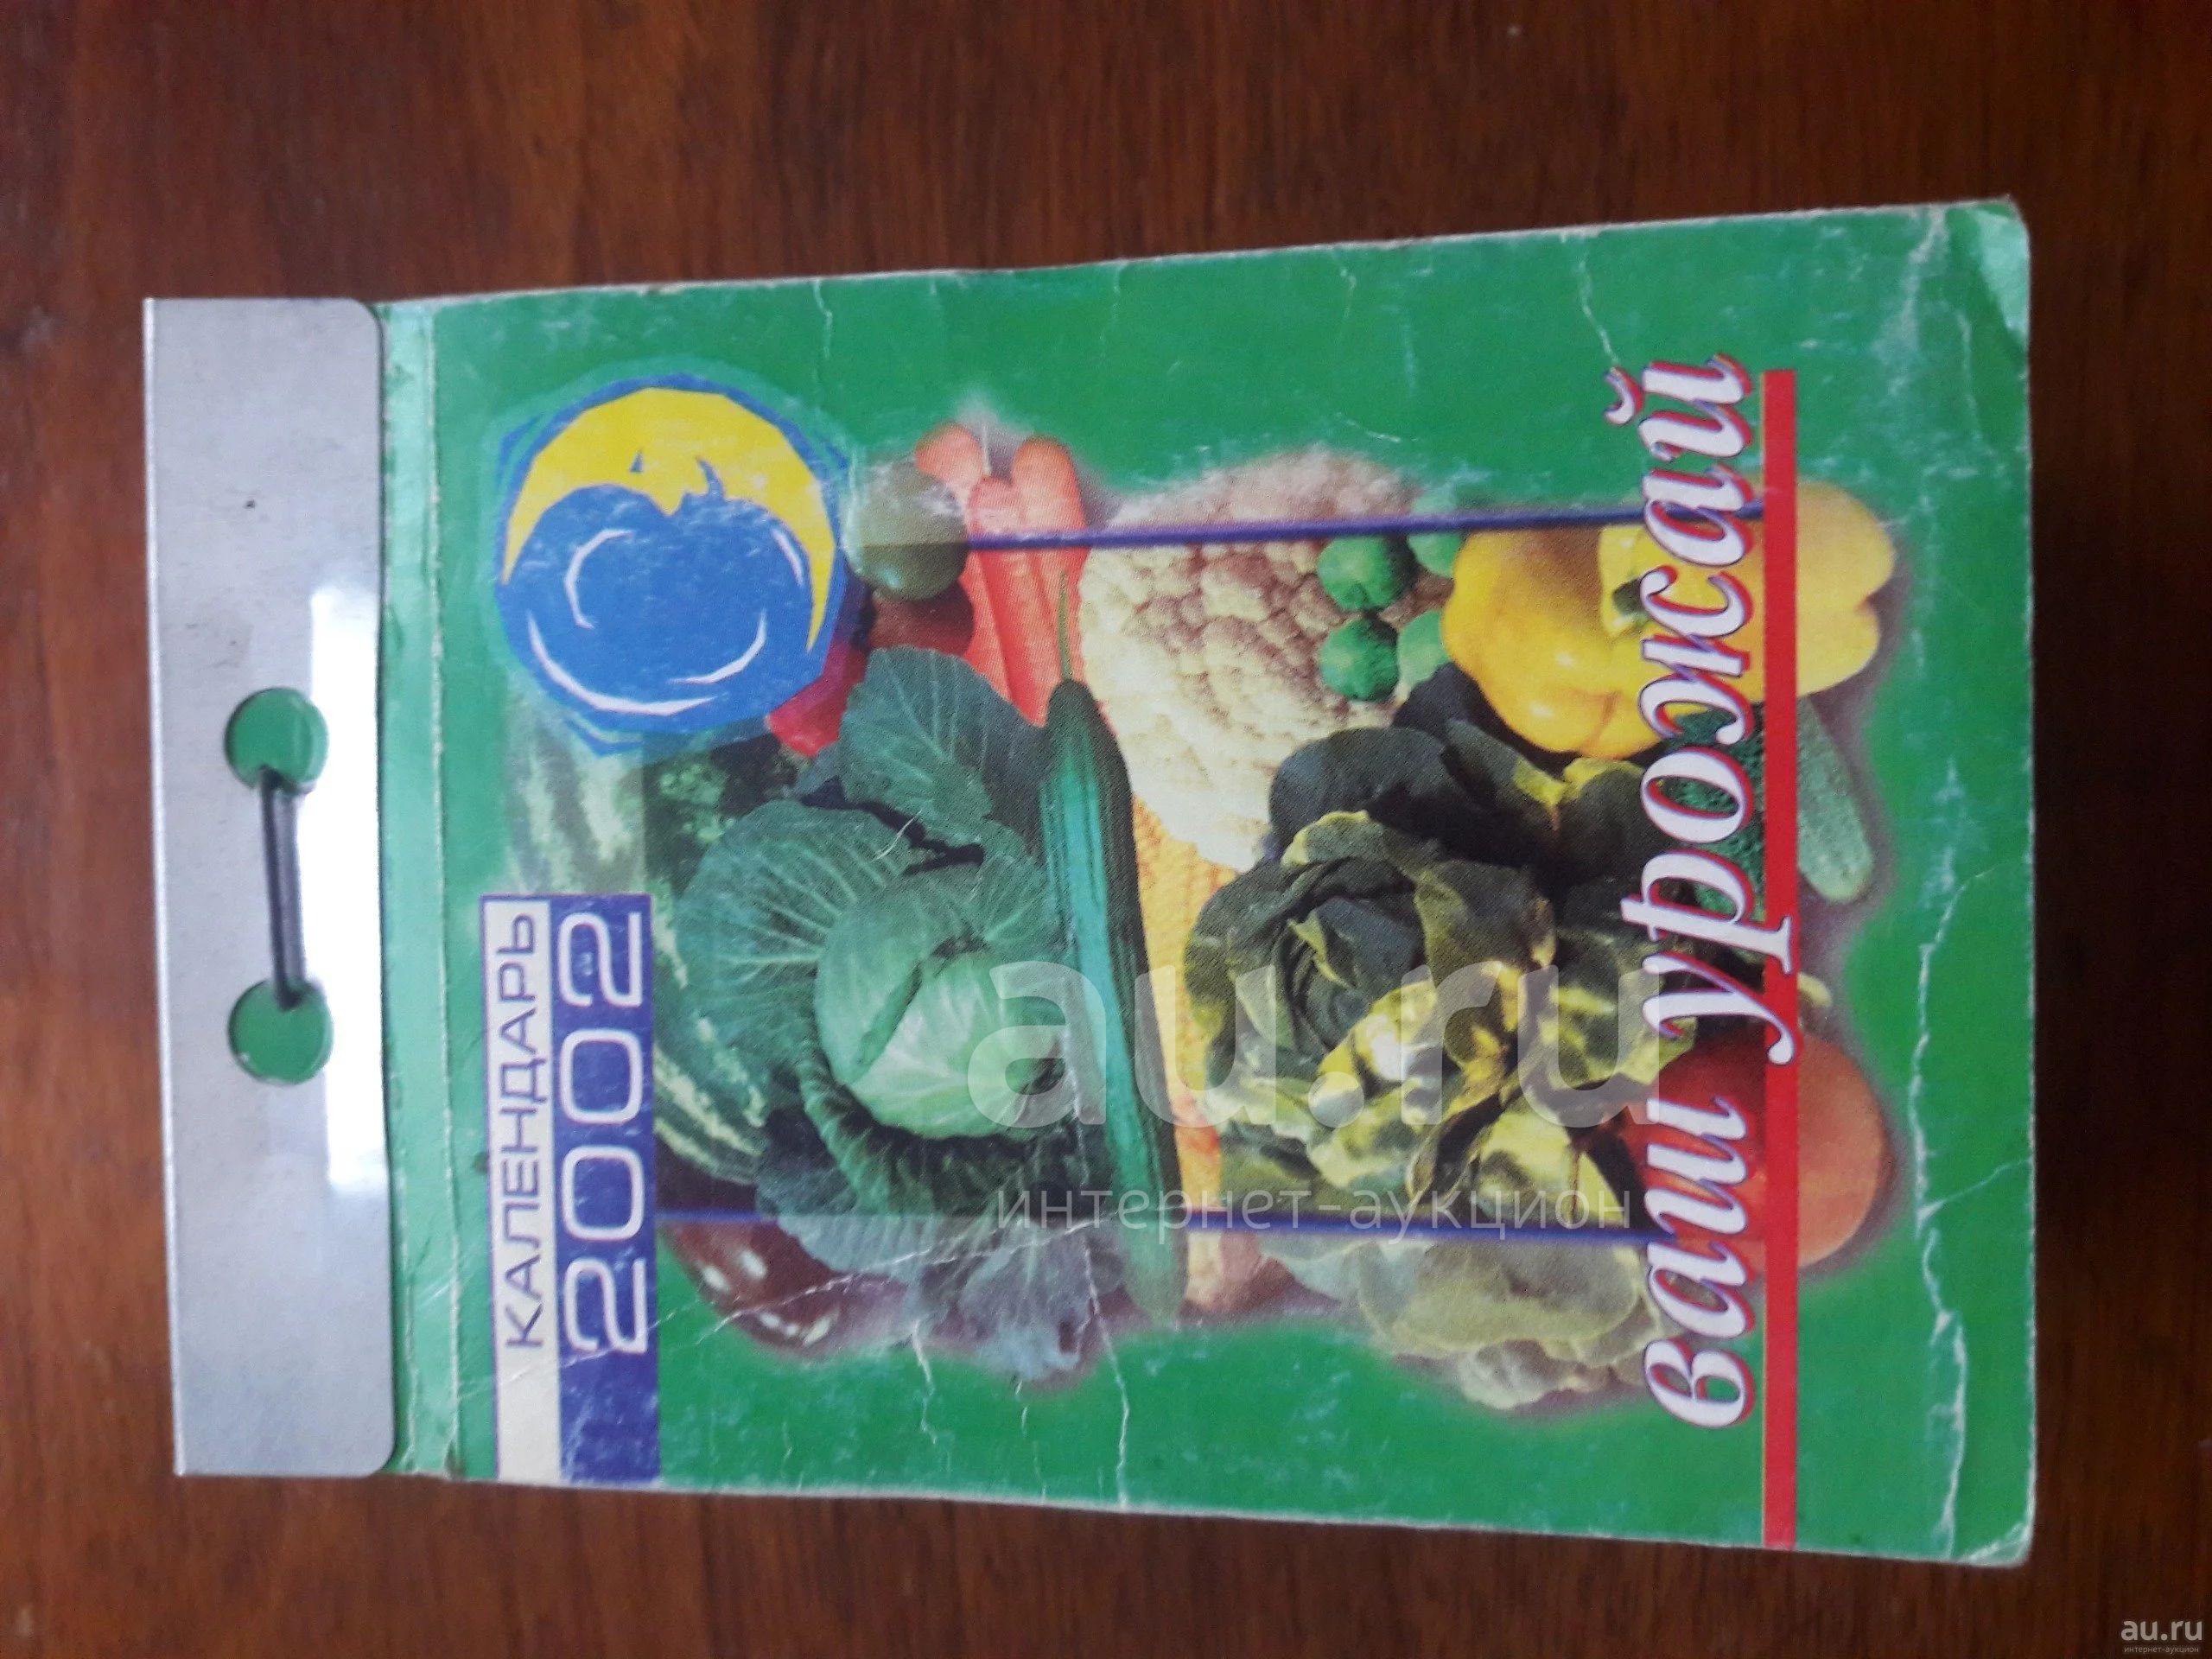 КАЛЕНДАРЬ
2002
ваш урожай
au.ru
интернет-аукцион
au.ru
интернет-аукцион